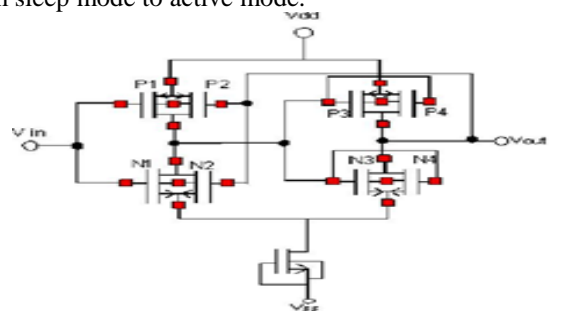 sleep mode to active mode.
Vdd
P1 P2
P3 P4
V in
Vout
N1 N2
N3 N4
Vss